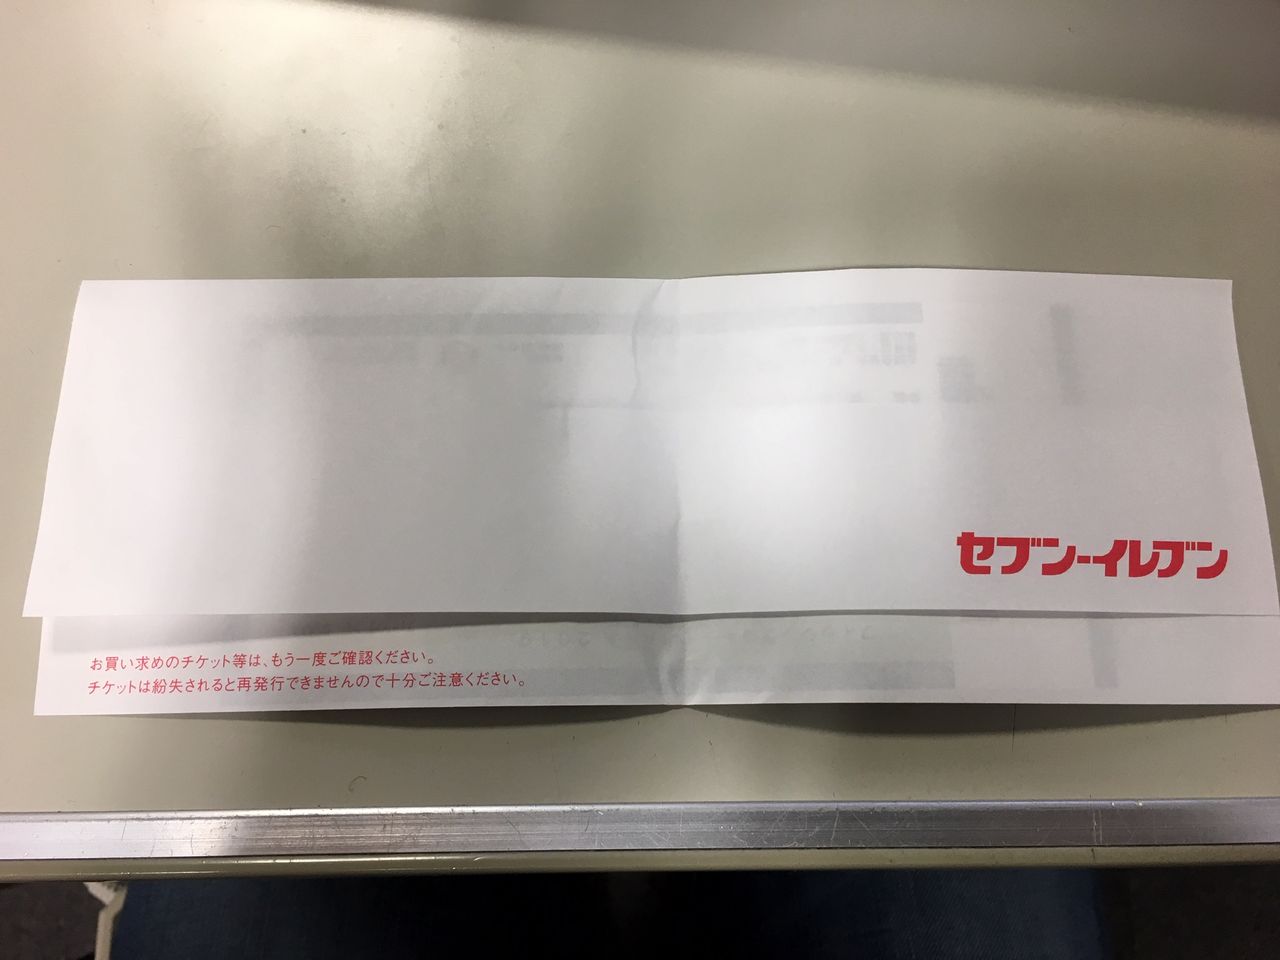 セブン-イレブン
お買い求めのチケット等は、もう一度ご確認ください。
チケットは紛失されると再発行できませんので十分ご注意ください。